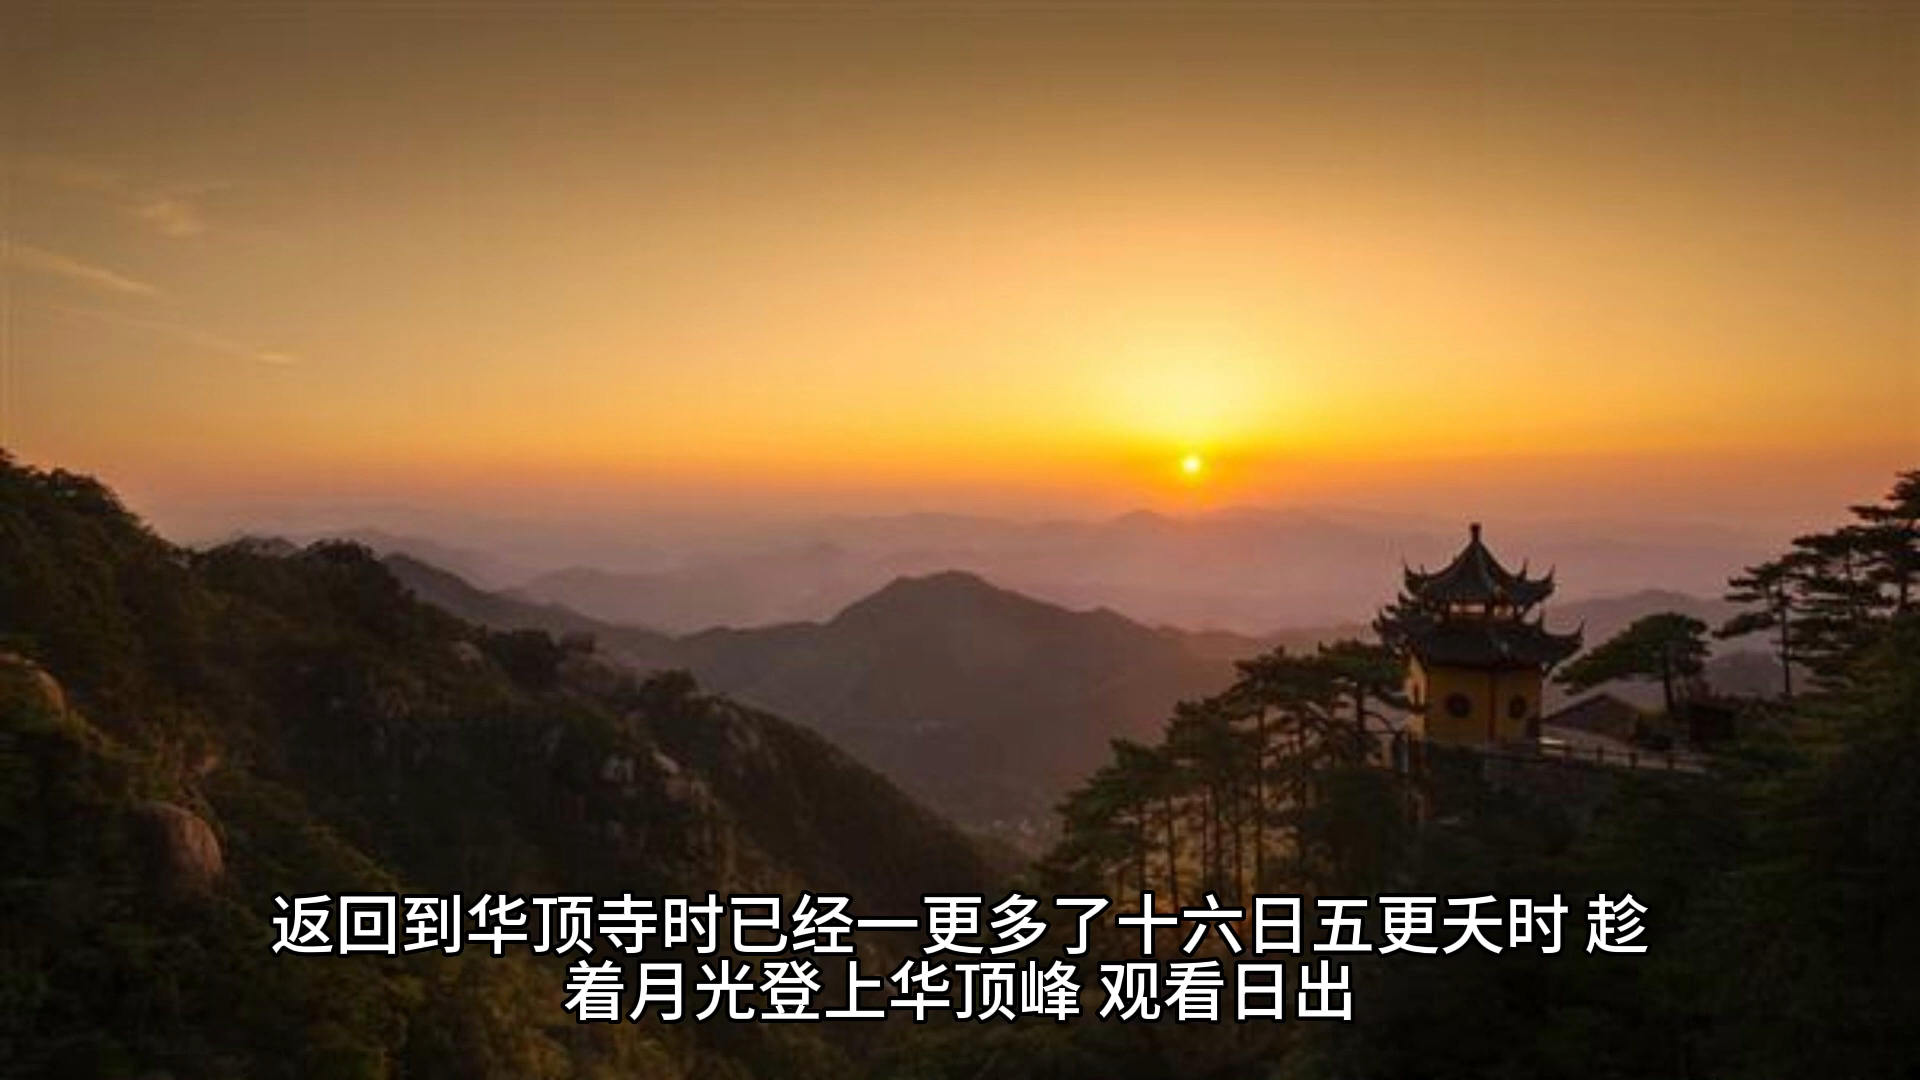 返回到华顶寺时已经一更多了十六日五更夭时 趁
着月光登上华顶峰 观看日出